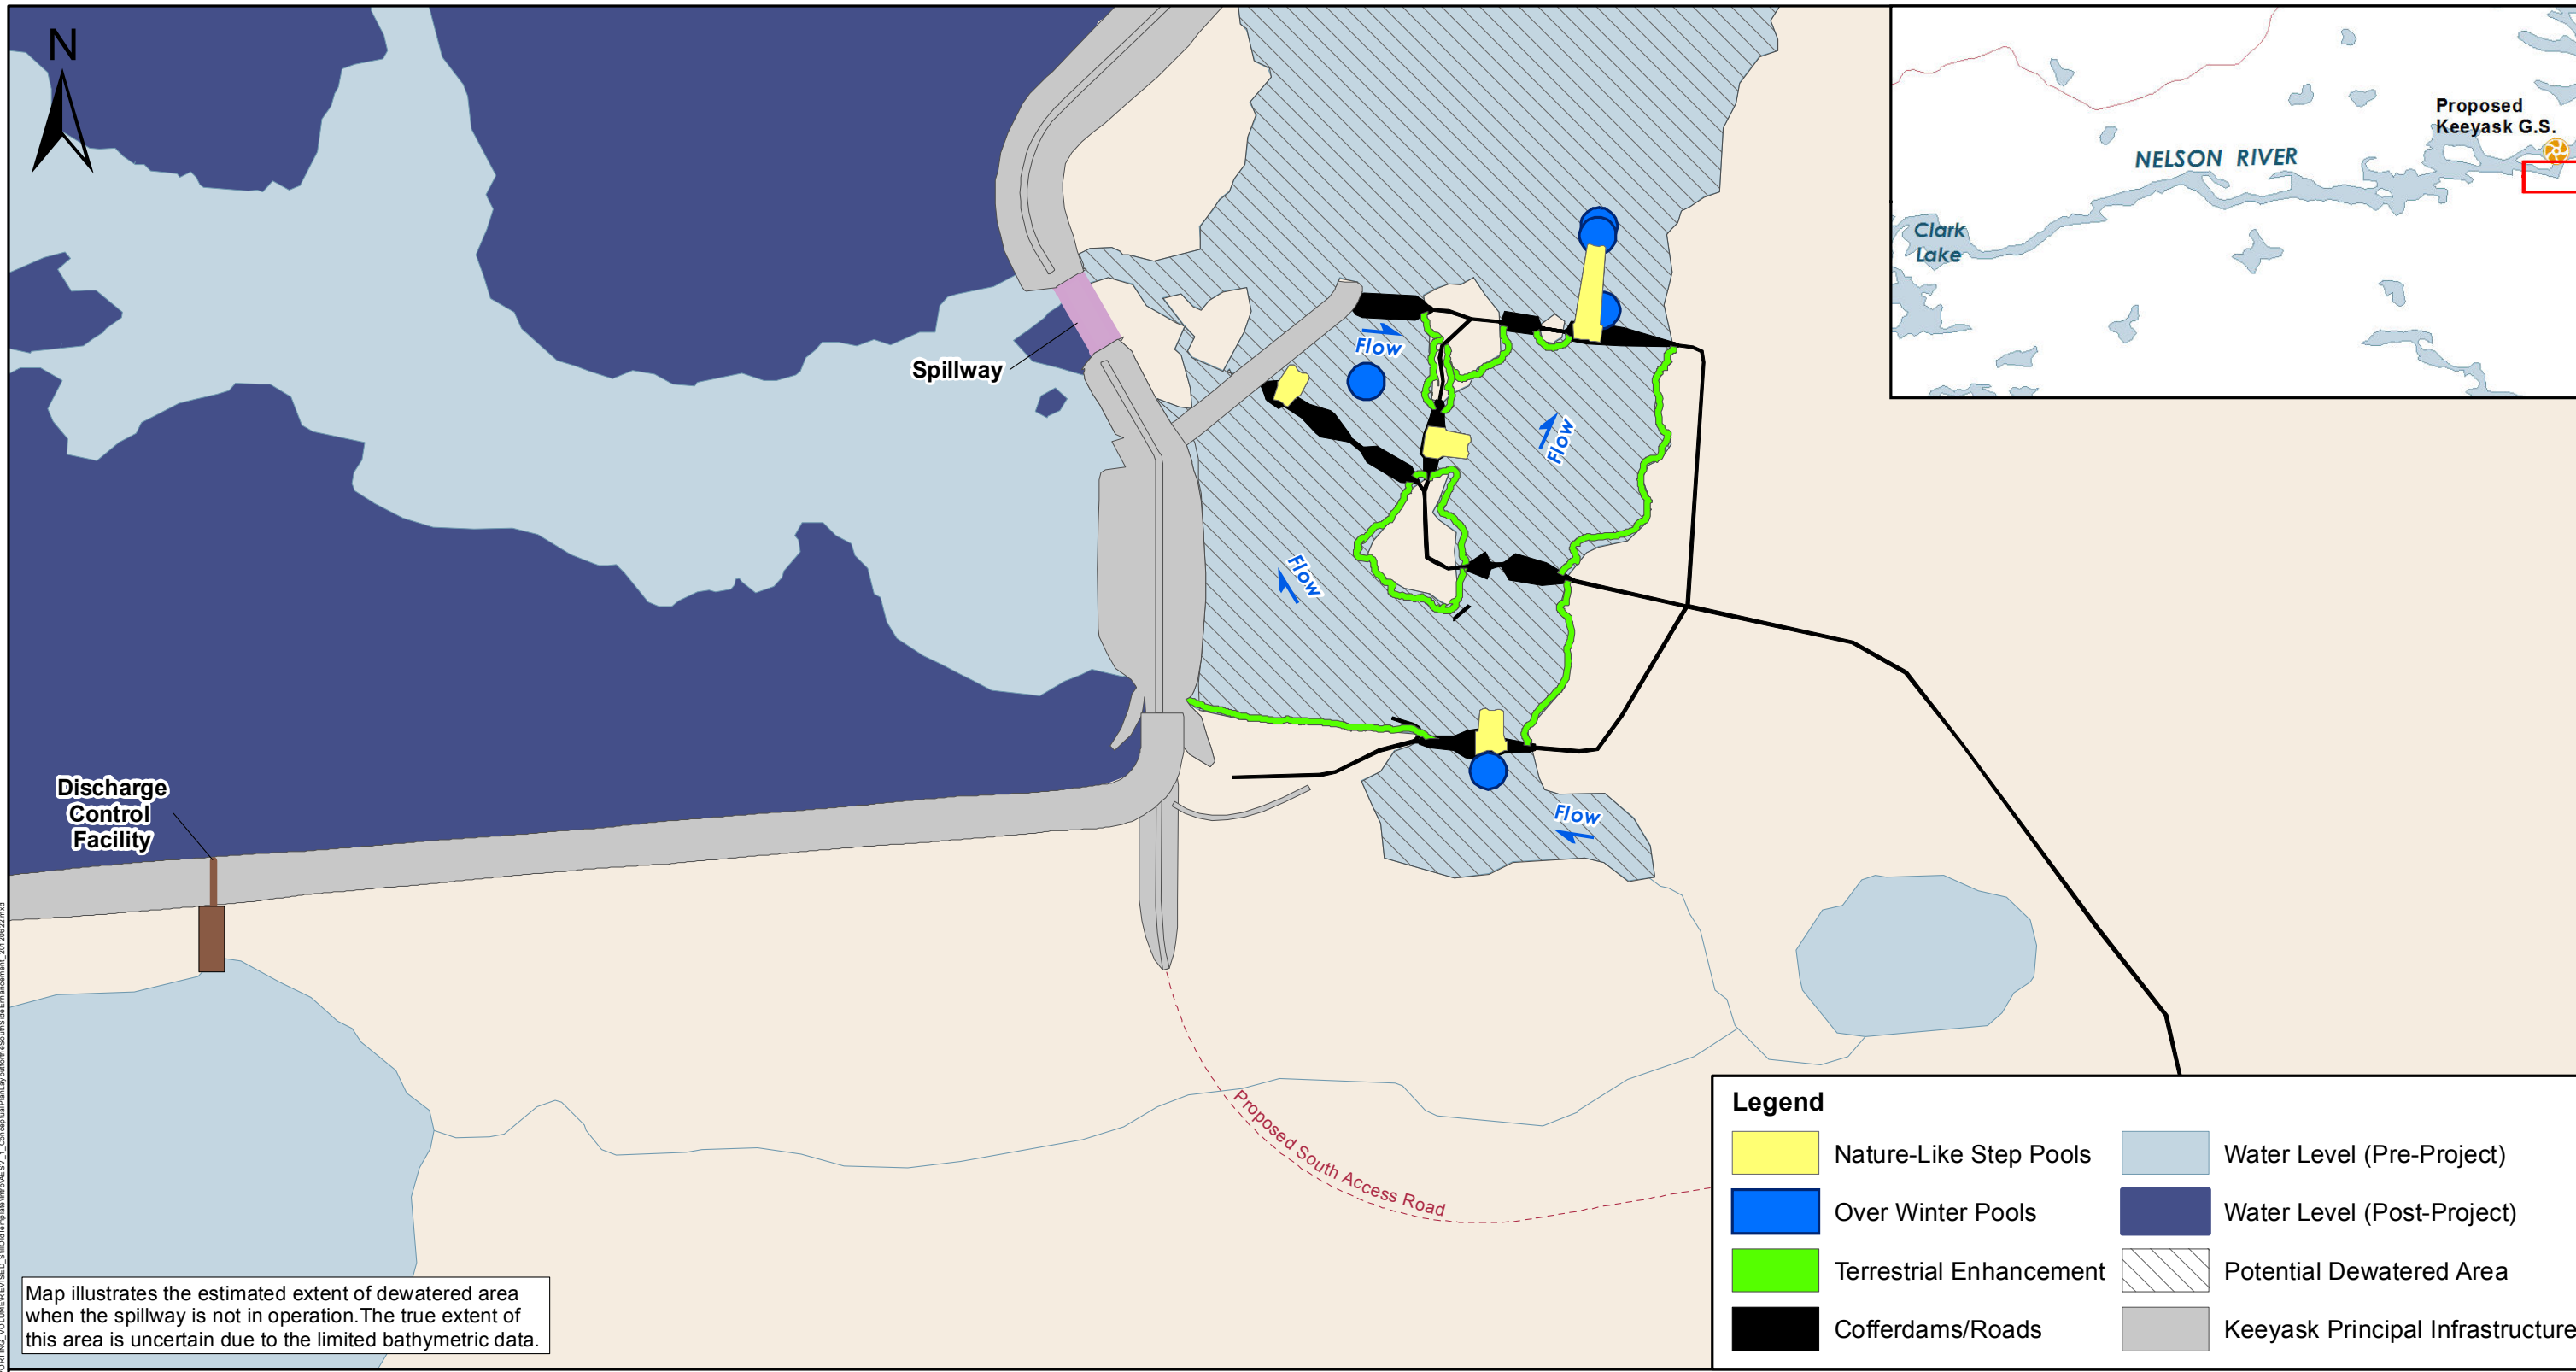 N
Proposed
Keeyask G.S.
NELSON RIVER
Clark
Lake
Flow
Spillway
Flow
Flow
Discharge
Control
Facility
Flow
Proposed South Access Road
Map illustrates the estimated extent of dewatered area
when the spillway is not in operation.The true extent of
this area is uncertain due to the limited bathymetric data.
Legend
Nature-Like Step Pools
Over Winter Pools
Terrestrial Enhancement
Cofferdams/Roads
Water Level (Pre-Project)
Water Level (Post-Project)
Potential Dewatered Area
Keeyask Principal Infrastructure